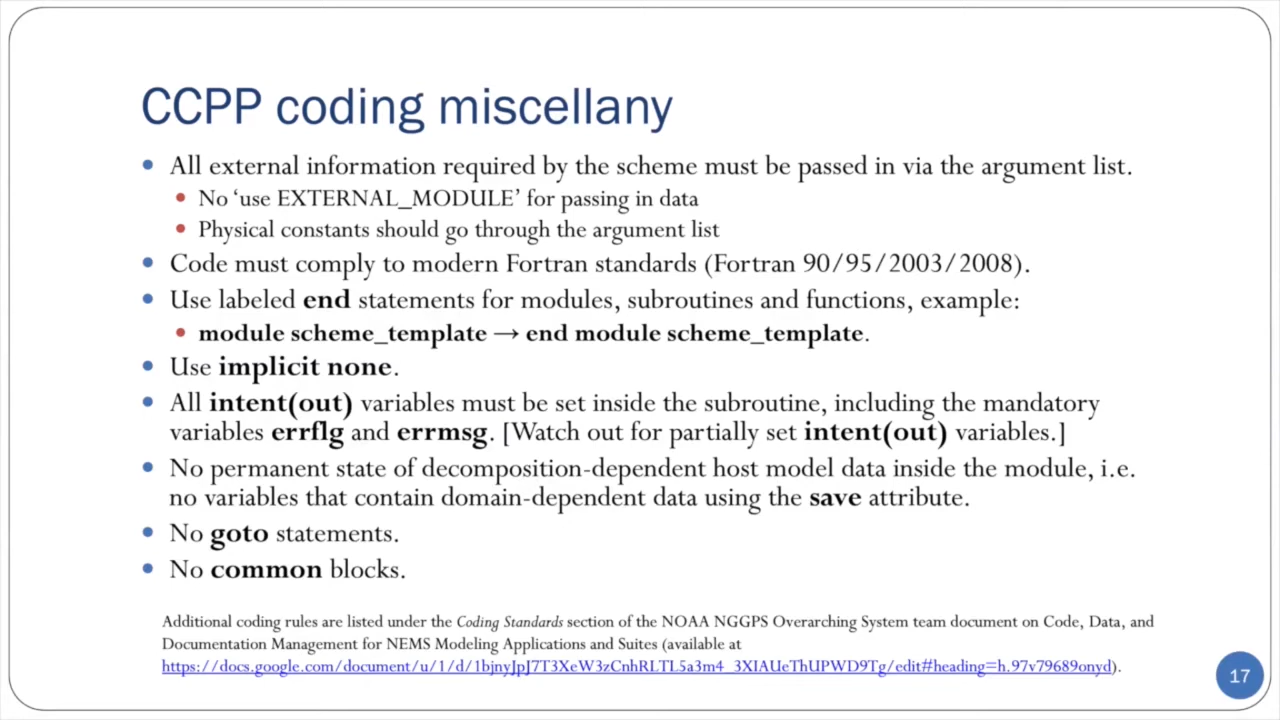 CCPP coding miscellany
• All external information required by the scheme must be passed in via the argument list.
• No ‘use EXTERNAL_MODULE’ for passing in data
• Physical constants should go through the argument list
• Code must comply to modern Fortran standards (Fortran 90/95/2003/2008).
• Use labeled end statements for modules, subroutines and functions, example:
• module scheme_template → end module scheme_template.
• Use implicit none.
• All intent(out) variables must be set inside the subroutine, including the mandatory
variables errflg and errmsg. [Watch out for partially set intent(out) variables.]
• No permanent state of decomposition-dependent host model data inside the module, i.e.
no variables that contain domain-dependent data using the save attribute.
• No goto statements.
• No common blocks.
Additional coding rules are listed under the Coding Standards section of the NOAA NGGPS Overarching System team document on Code, Data, and
Documentation Management for NEMS Modeling Applications and Suites (available at
https://docs.google.com/document/u/1/d/1bjnyJpJ7T3XeW3zCnhRLTL5a3m4_3XIAUeThUPWD9Tg/edit#heading=h.97v79689onyd).
17